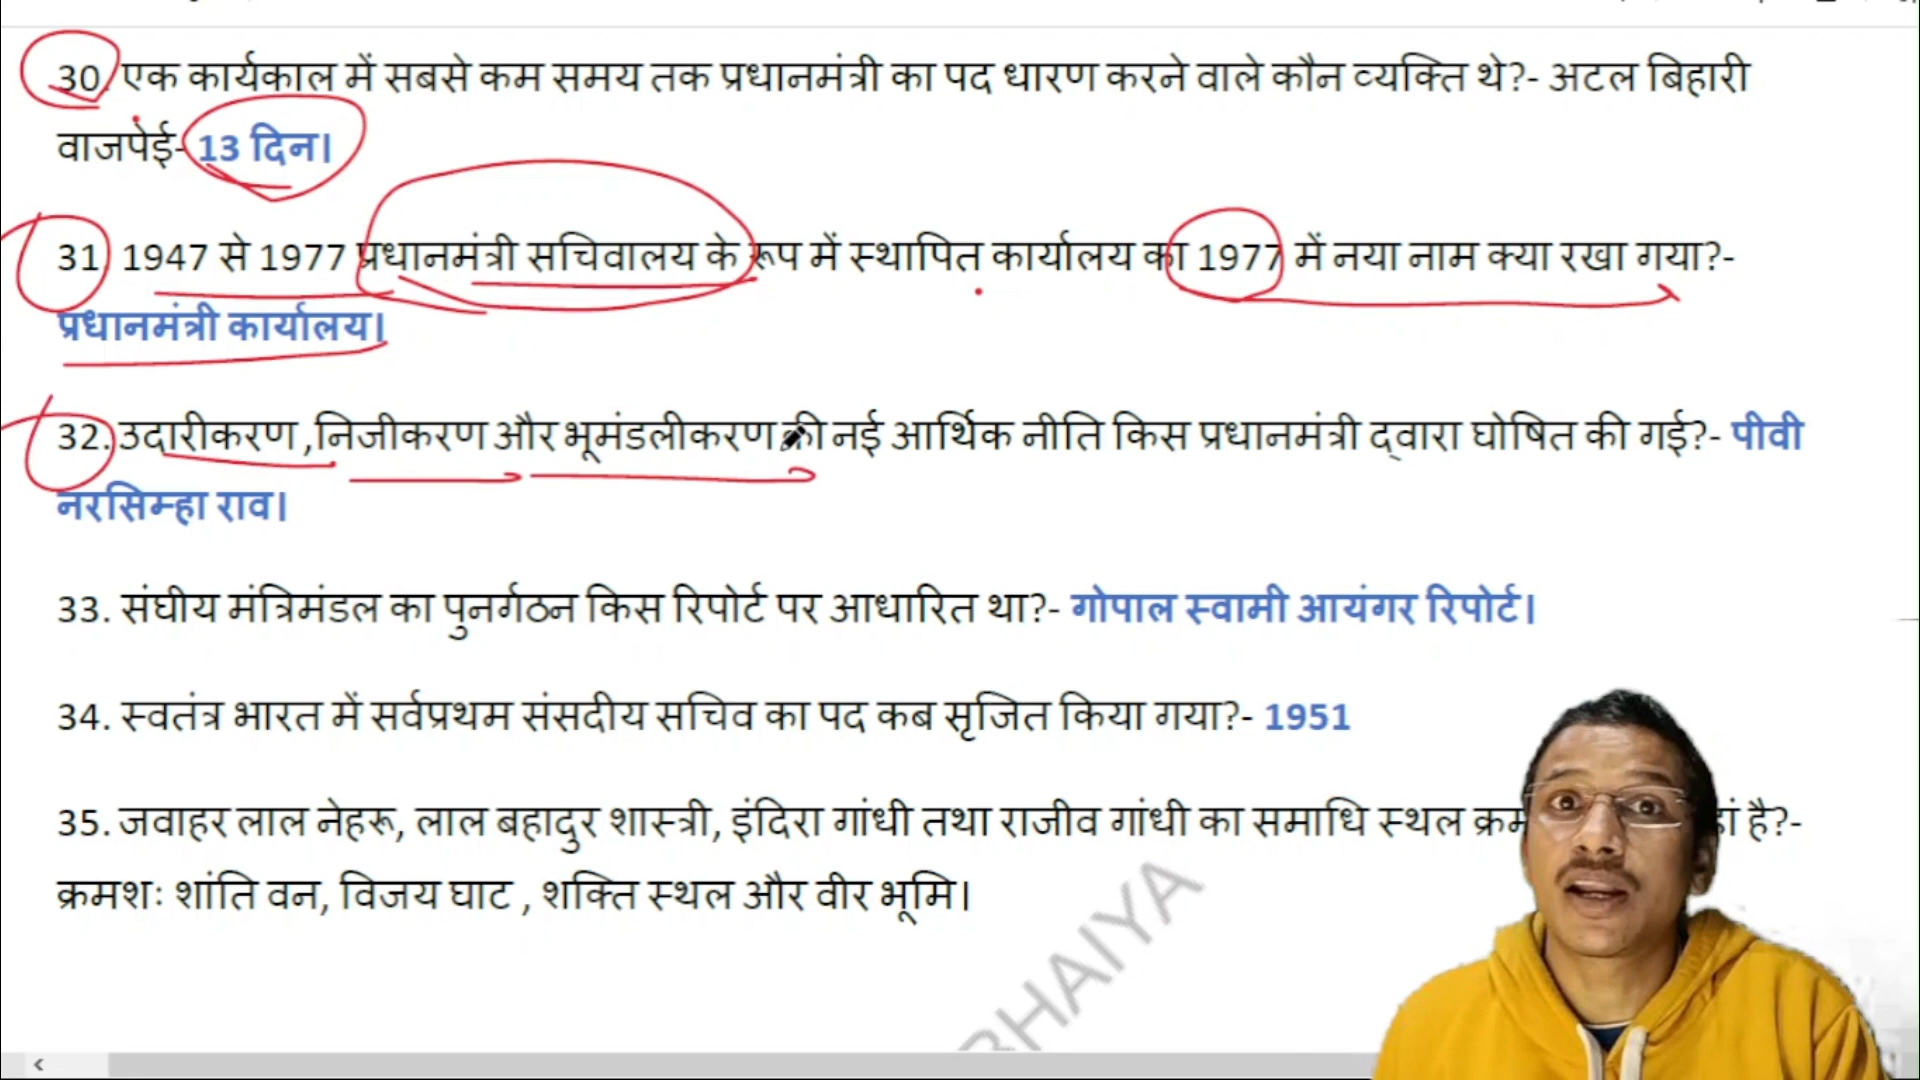 30. एक कार्यकाल में सबसे कम समय तक प्रधानमंत्री का पद धारण करने वाले कौन व्यक्ति थे?- अटल बिहारी
वाजपेई- 13 दिन।
31. 1947 से 1977 प्रधानमंत्री सचिवालय के रूप में स्थापित कार्यालय का 1977 में नया नाम क्या रखा गया?-
प्रधानमंत्री कार्यालय।
32. उदारीकरण ,निजीकरण और भूमंडलीकरण की नई आर्थिक नीति किस प्रधानमंत्री द्वारा घोषित की गई?- पीवी
नरसिम्हा राव।
33. संघीय मंत्रिमंडल का पुनर्गठन किस रिपोर्ट पर आधारित था?- गोपाल स्वामी आयंगर रिपोर्ट।
34. स्वतंत्र भारत में सर्वप्रथम संसदीय सचिव का पद कब सृजित किया गया?- 1951
35. जवाहर लाल नेहरू, लाल बहादुर शास्त्री, इंदिरा गांधी तथा राजीव गांधी का समाधि स्थल है?-
क्रमशः शांति वन, विजय घाट , शक्ति स्थल और वीर भूमि।
BHAIYA